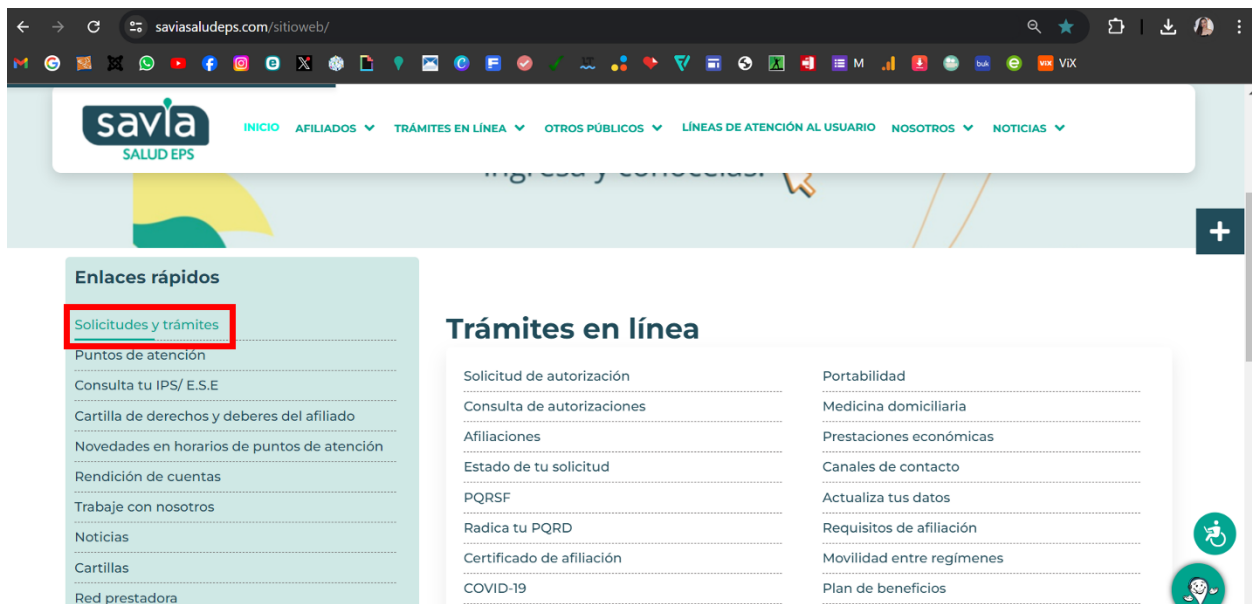 saviasaludeps.com/sitioweb/
M
buk
ViX
ViX
savia
SALUD EPS
INICIO
AFILIADOS
TRÁMITES EN LÍNEA
OTROS PÚBLICOS
LÍNEAS DE ATENCIÓN AL USUARIO
NOSOTROS
NOTICIAS
ingresa y conócelas.
+
Enlaces rápidos
Solicitudes y trámites
Puntos de atención
Consulta tu IPS/ E.S.E
Cartilla de derechos y deberes del afiliado
Novedades en horarios de puntos de atención
Rendición de cuentas
Trabaje con nosotros
Noticias
Cartillas
Red prestadora
Trámites en línea
Solicitud de autorización
Consulta de autorizaciones
Afiliaciones
Estado de tu solicitud
PQRSF
Radica tu PQRD
Certificado de afiliación
COVID-19
Portabilidad
Medicina domiciliaria
Prestaciones económicas
Canales de contacto
Actualiza tus datos
Requisitos de afiliación
Movilidad entre regímenes
Plan de beneficios